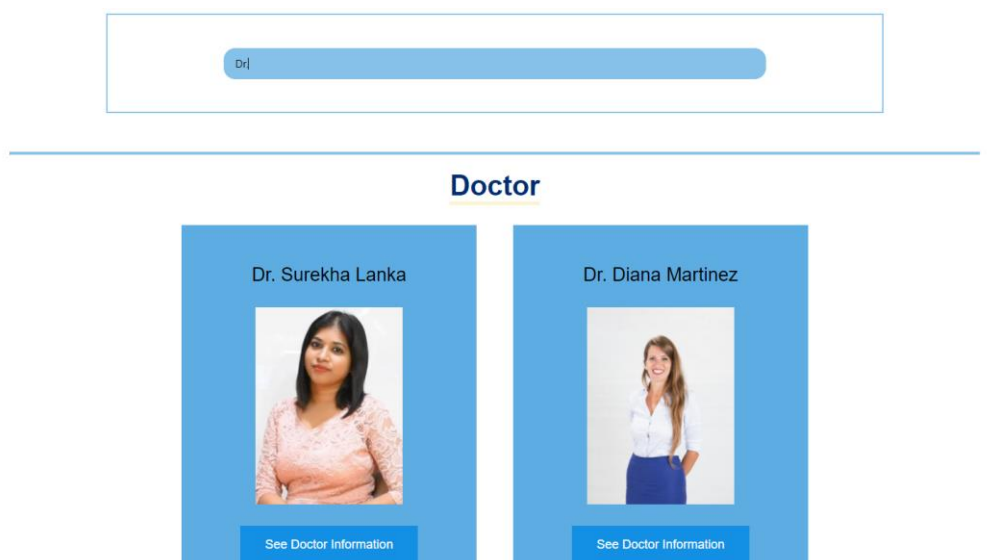 Dr
Doctor
Dr. Surekha Lanka
Dr. Diana Martinez
See Doctor Information
See Doctor Information